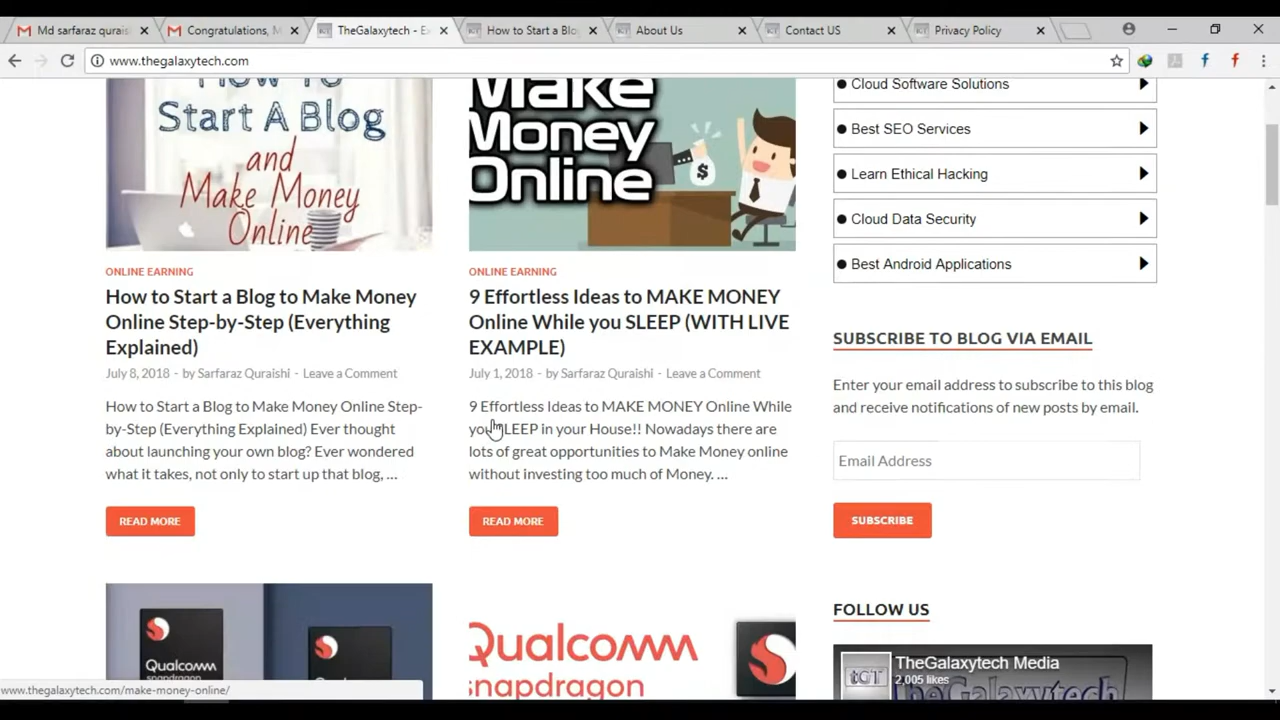 Md sarfaraz qurais
Congratulations, M
TheGalaxytech - E
How to Start a Blo
About Us
Contact US
Privacy Policy
www.thegalaxytech.com
HOW TO
Start A Blog
and
Make Money
Online
Make
Money
Online
$
Cloud Software Solutions
Best SEO Services
Learn Ethical Hacking
Cloud Data Security
Best Android Applications
ONLINE EARNING
How to Start a Blog to Make Money
Online Step-by-Step (Everything
Explained)
July 8, 2018 - by Sarfaraz Quraishi - Leave a Comment
How to Start a Blog to Make Money Online Step-
by-Step (Everything Explained) Ever thought
about launching your own blog? Ever wondered
what it takes, not only to start up that blog, ...
READ MORE
ONLINE EARNING
9 Effortless Ideas to MAKE MONEY
Online While you SLEEP (WITH LIVE
EXAMPLE)
July 1, 2018 - by Sarfaraz Quraishi - Leave a Comment
9 Effortless Ideas to MAKE MONEY Online While
you SLEEP in your House!! Nowadays there are
lots of great opportunities to Make Money online
without investing too much of Money. ...
READ MORE
SUBSCRIBE TO BLOG VIA EMAIL
Enter your email address to subscribe to this blog
and receive notifications of new posts by email.
Email Address
SUBSCRIBE
FOLLOW US
TheGalaxytech Media
2,005 likes
tGT
TheGalaxytech
Qualcomm
Qualcomm
Qualcomm
snapdragon
www.thegalaxytech.com/make-money-online/